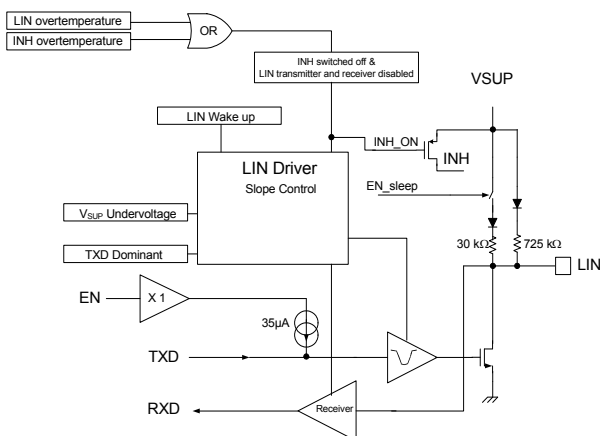 LIN overtemperature
INH overtemperature
OR
INH switched off &
LIN transmitter and receiver disabled
VSUP
LIN Wake up
INH_ON
INH
LIN Driver
Slope Control
EN_sleep
VSUP Undervoltage
TXD Dominant
30 kΩ
725 kΩ
LIN
EN
X 1
35µA
TXD
RXD
Receiver